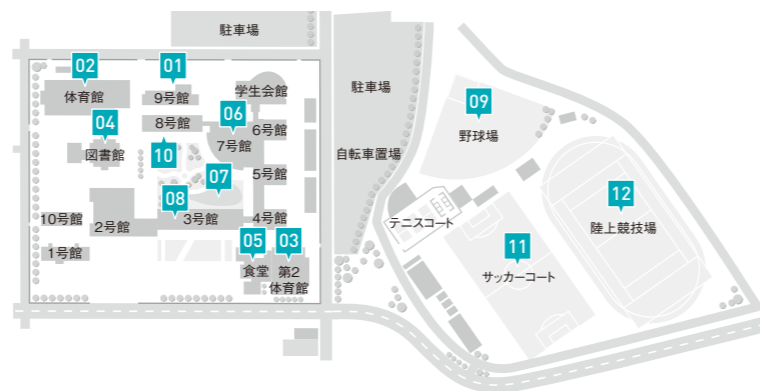 駐車場
02
01
体育館
9号館
学生会館
駐車場
09
04
8号館
06
6号館
野球場
7号館
図書館
10
自転車置場
5号館
07
12
08
10号館
2号館
3号館
4号館
テニスコート
陸上競技場
1号館
05
03
11
食堂
第2
体育館
サッカーコート